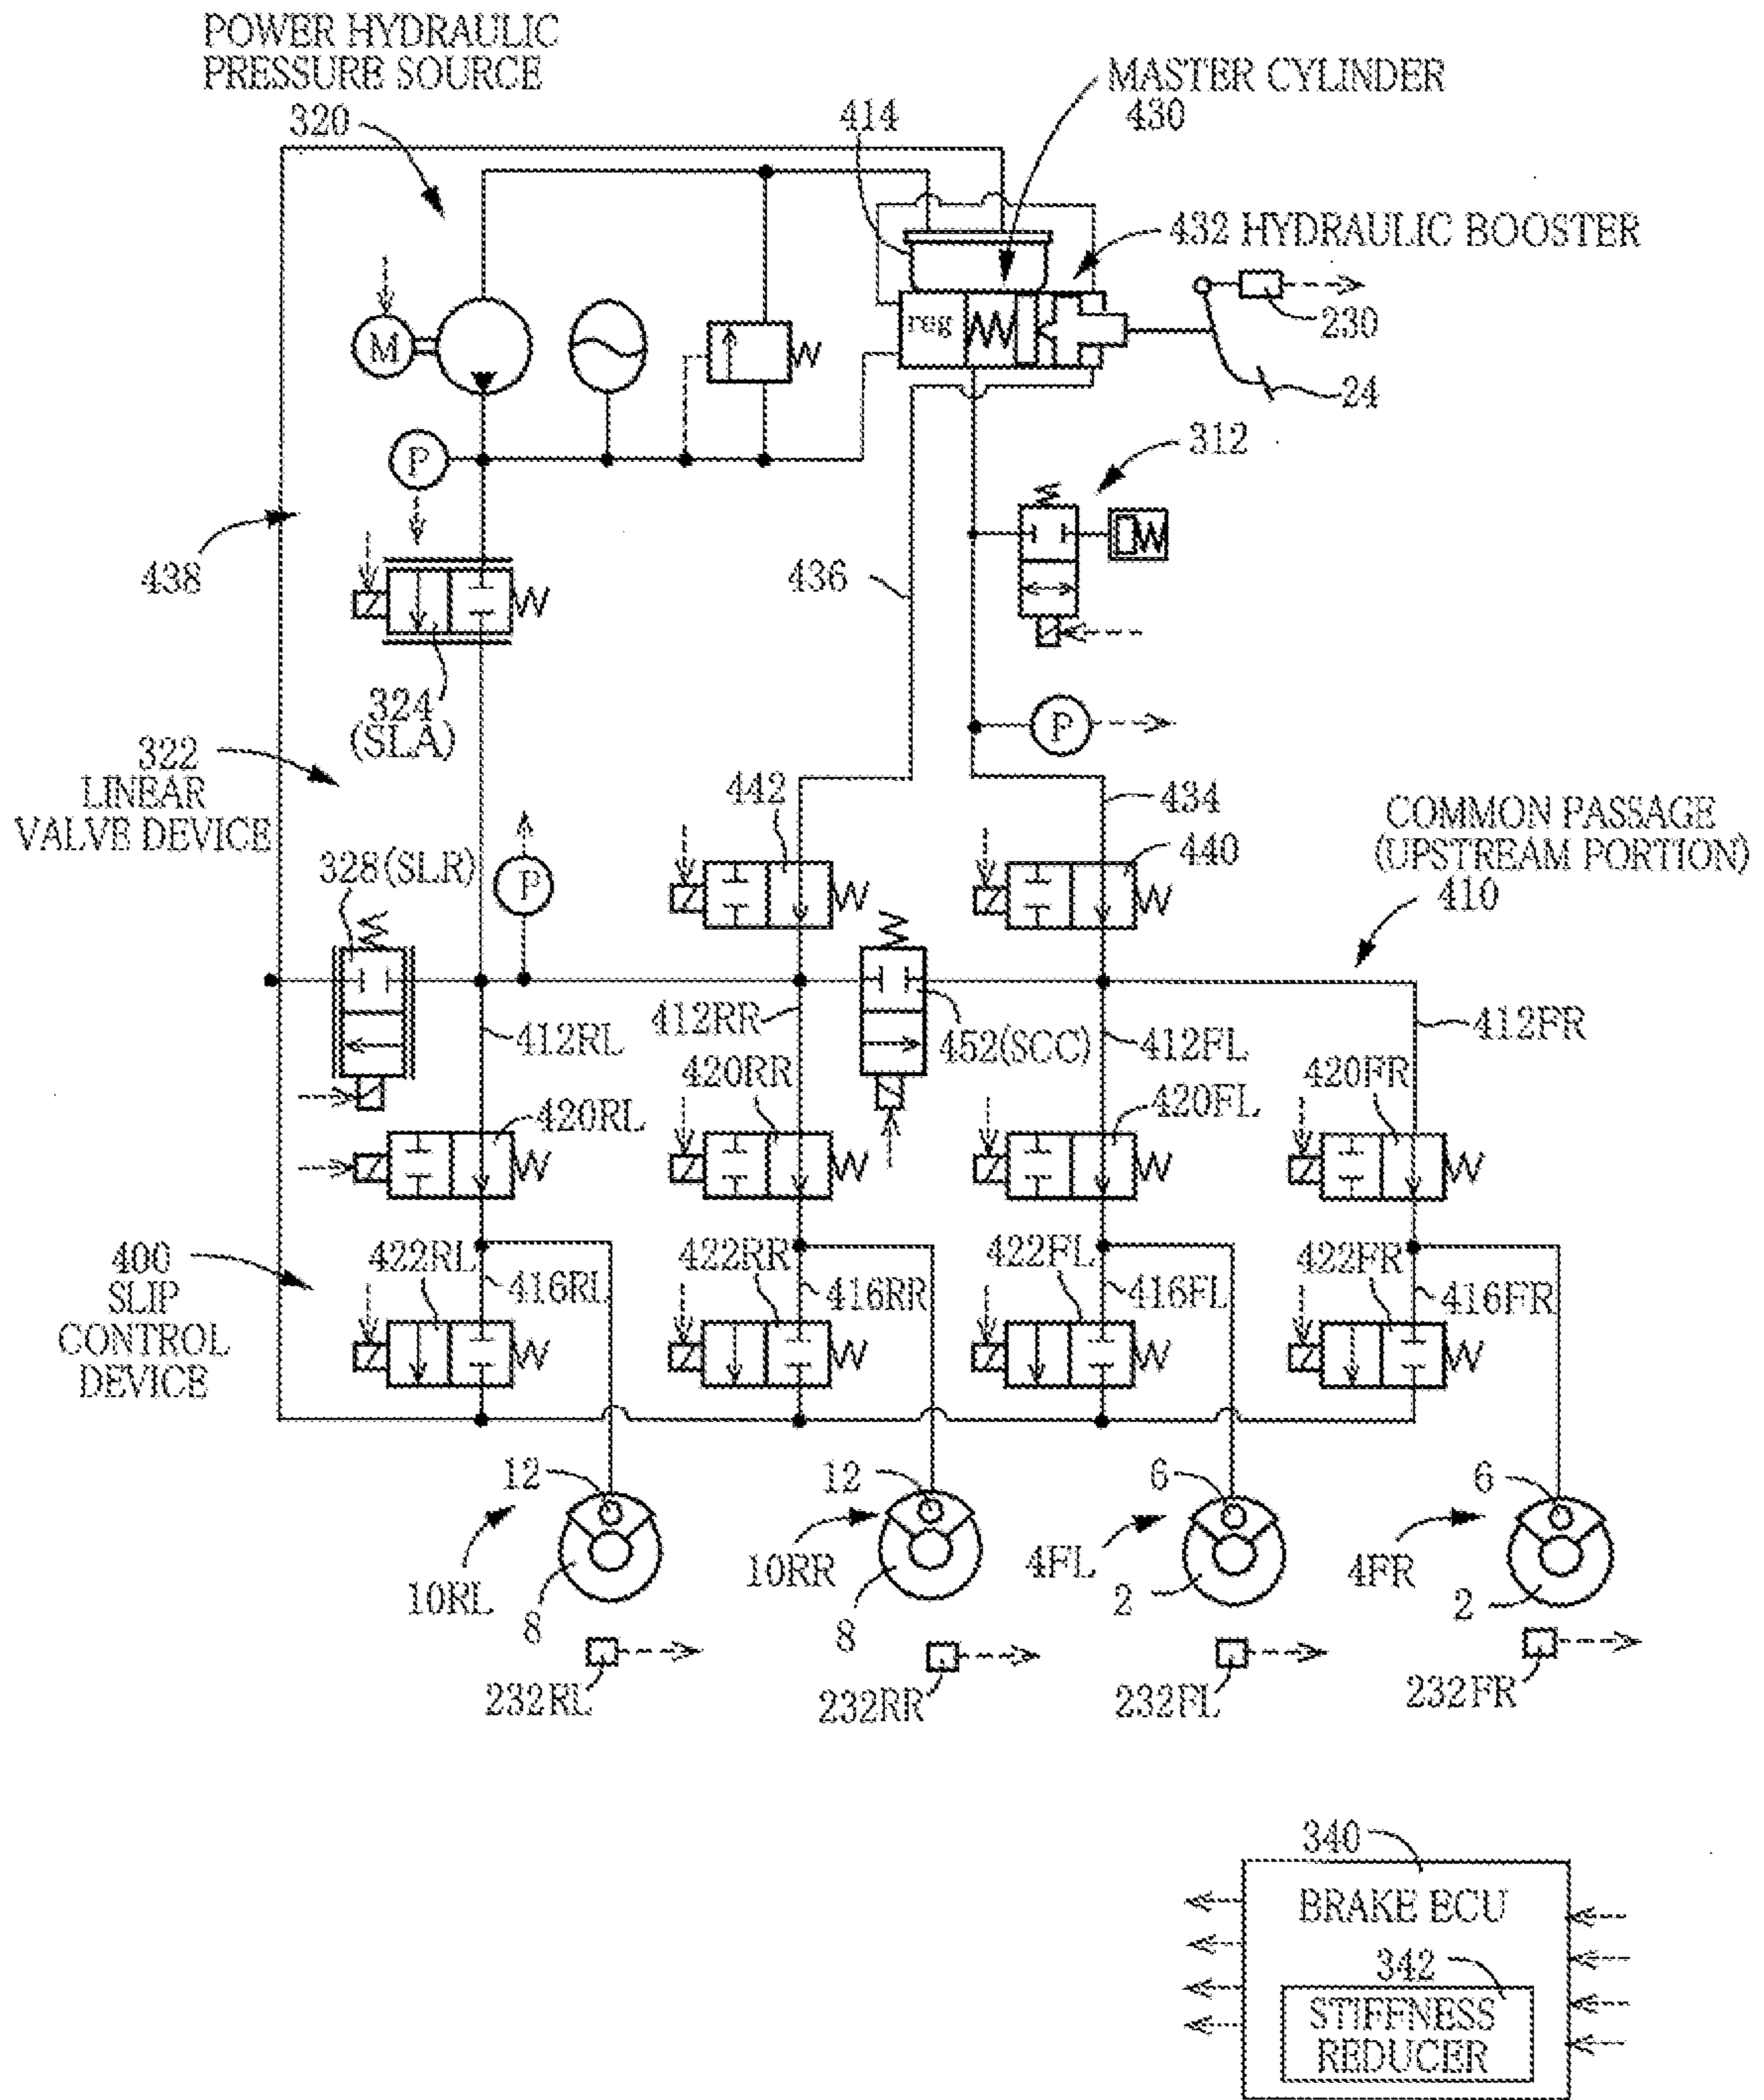 POWER HYDRAULIC
PRESSURE SOURCE
320
414
MASTER CYLINDER
430
432 HYDRAULIC BOOSTER
reg
230
24
M
P
312
438
436
324
(SLA)
P
322
LINEAR
VALVE DEVICE
442
434
440
COMMON PASSAGE
(UPSTREAM PORTION)
410
328(SLR)
P
412RL
412RR
452(SCC)
412FL
412FR
420RL
420RR
420FL
420FR
400
SLIP
CONTROL
DEVICE
422RL
416RL
422RR
416RR
422FL
416FL
422FR
416FR
12
12
6
6
10RL
8
10RR
8
4FL
2
4FR
2
232RL
232RR
232FL
232FR
340
BRAKE ECU
342
STIFFNESS
REDUCER